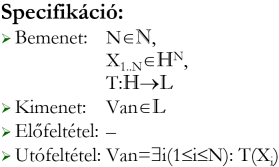 Specifikáció:
➢ Bemenet: N∈N,
X₁..N∈Hᴺ,
T:H→L
➢ Kimenet: Van∈L
➢ Előfeltétel: –
➢ Utófeltétel: Van=∃i(1≤i≤N): T(Xᵢ)